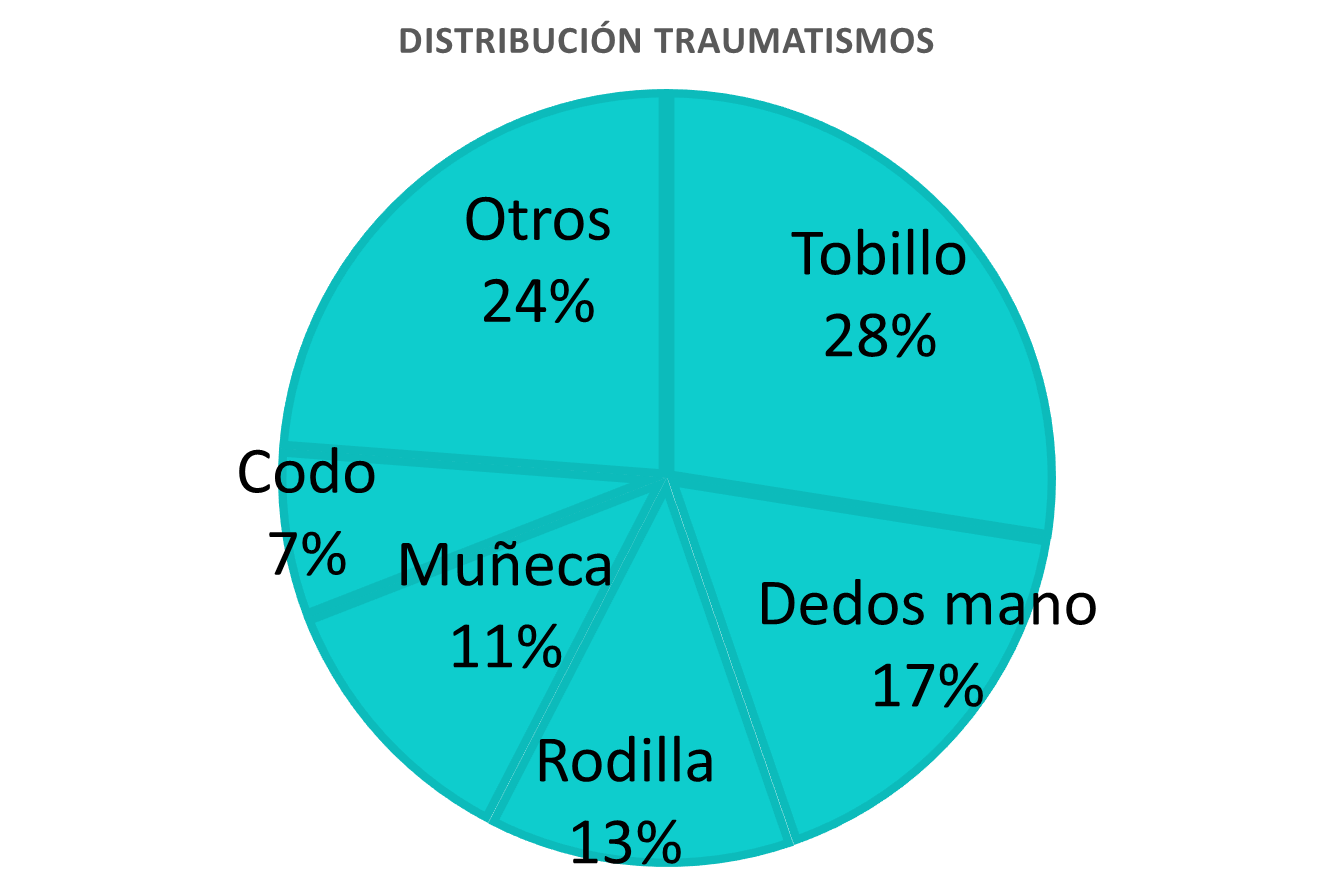 DISTRIBUCIÓN TRAUMATISMOS
Otros
24%
Tobillo
28%
Codo
7%
Muñeca
11%
Dedos mano
17%
Rodilla
13%